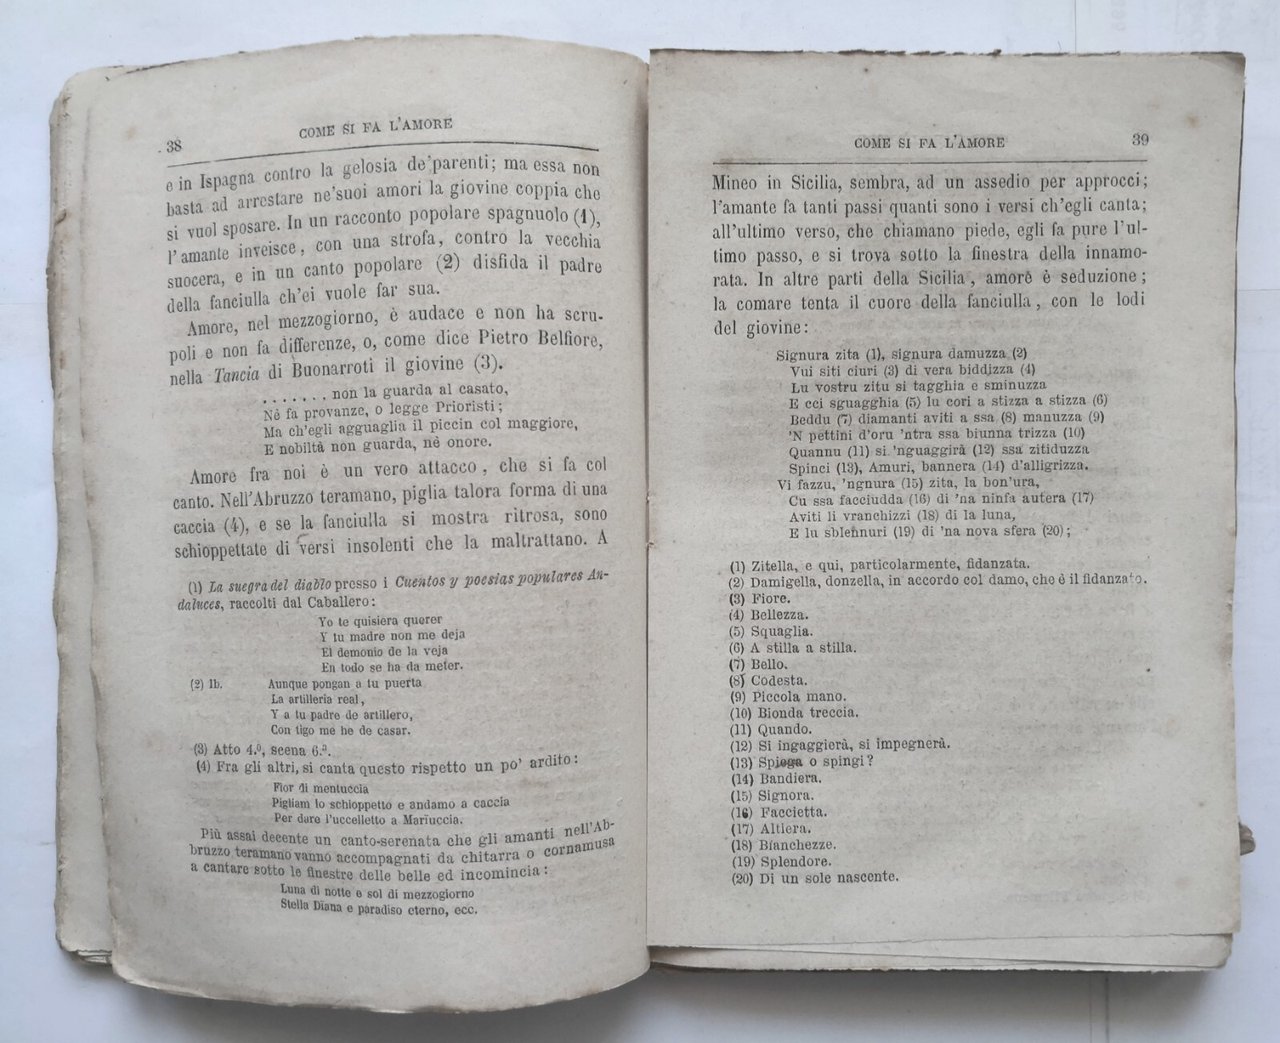 38
COME SI FA L'AMORE
e in Ispagna contro la gelosia de'parenti; ma essa non
basta ad arrestare ne'suoi amori la giovine coppia che
si vuol sposare. In un racconto popolare spagnuolo (1),
l'amante inveisce, con una strofa, contro la vecchia
suocera, e in un canto popolare (2) disfida il padre
della fanciulla ch'ei vuole far sua.
Amore, nel mezzogiorno, è audace e non ha scru-
poli e non fa differenze, o, come dice Pietro Belfiore,
nella Tancia di Buonarroti il giovine (3).
. . . . . . . non la guarda al casato,
Nè fa provanze, o legge Prioristi;
Ma ch'egli agguaglia il piccin col maggiore,
E nobiltà non guarda, nè onore.
Amore fra noi è un vero attacco, che si fa col
canto. Nell'Abruzzo teramano, piglia talora forma di una
caccia (4), e se la fanciulla si mostra ritrosa, sono
schioppettate di versi insolenti che la maltrattano. A
(1) La suegra del diablo presso i Cuentos y poesias populares An-
daluces, raccolti dal Caballero:
Yo te quisiera querer
Y tu madre non me deja
El demonio de la veja
En todo se ha da meter.
(2) Ib. Aunque pongan a tu puerta
La artilleria real,
Y a tu padre de artillero,
Con tigo me he de casar.
(3) Atto 4.º, scena 6.ª.
(4) Fra gli altri, si canta questo rispetto un po' ardito:
Fior di mentuccia
Pigliam lo schioppetto e andamo a caccia
Per dare l'uccelletto a Mariuccia.
Più assai decente un canto-serenata che gli amanti nell'Ab-
bruzzo teramano vanno accompagnati da chitarra o cornamusa
a cantare sotto le finestre delle belle ed incomincia:
Luna di notte e sol di mezzogiorno
Stella Diana e paradiso eterno, ecc.
COME SI FA L'AMORE
39
Mineo in Sicilia, sembra, ad un assedio per approcci;
l'amante fa tanti passi quanti sono i versi ch'egli canta;
all'ultimo verso, che chiamano piede, egli fa pure l'ul-
timo passo, e si trova sotto la finestra della innamo-
rata. In altre parti della Sicilia, amore è seduzione;
la comare tenta il cuore della fanciulla, con le lodi
del giovine:
Signura zita (1), signura damuzza (2)
Vui siti ciuri (3) di vera biddizza (4)
Lu vostru zitu si tagghia e sminuzza
E cci sguagghia (5) lu cori a stizza a stizza (6)
Beddu (7) diamanti aviti a ssa (8) manuzza (9)
'N pettini d'oru 'ntra ssa biunna trizza (10)
Quannu (11) si 'nguaggirà (12) ssa zitiduzza
Spinci (13), Amuri, bannera (14) d'alligrizza.
Vi fazzu, 'ngnura (15) zita, la bon'ura,
Cu ssa facciudda (16) di 'na ninfa autera (17)
Aviti li vranchizzi (18) di la luna,
E lu sblennuri (19) di 'na nova sfera (20);
(1) Zitella, e qui, particolarmente, fidanzata.
(2) Damigella, donzella, in accordo col damo, che è il fidanzato.
(3) Fiore.
(4) Bellezza.
(5) Squaglia.
(6) A stilla a stilla.
(7) Bello.
(8) Codesta.
(9) Piccola mano.
(10) Bionda treccia.
(11) Quando.
(12) Si ingaggierà, si impegnerà.
(13) Spiega o spingi?
(14) Bandiera.
(15) Signora.
(16) Faccietta.
(17) Altiera.
(18) Bianchezze.
(19) Splendore.
(20) Di un sole nascente.